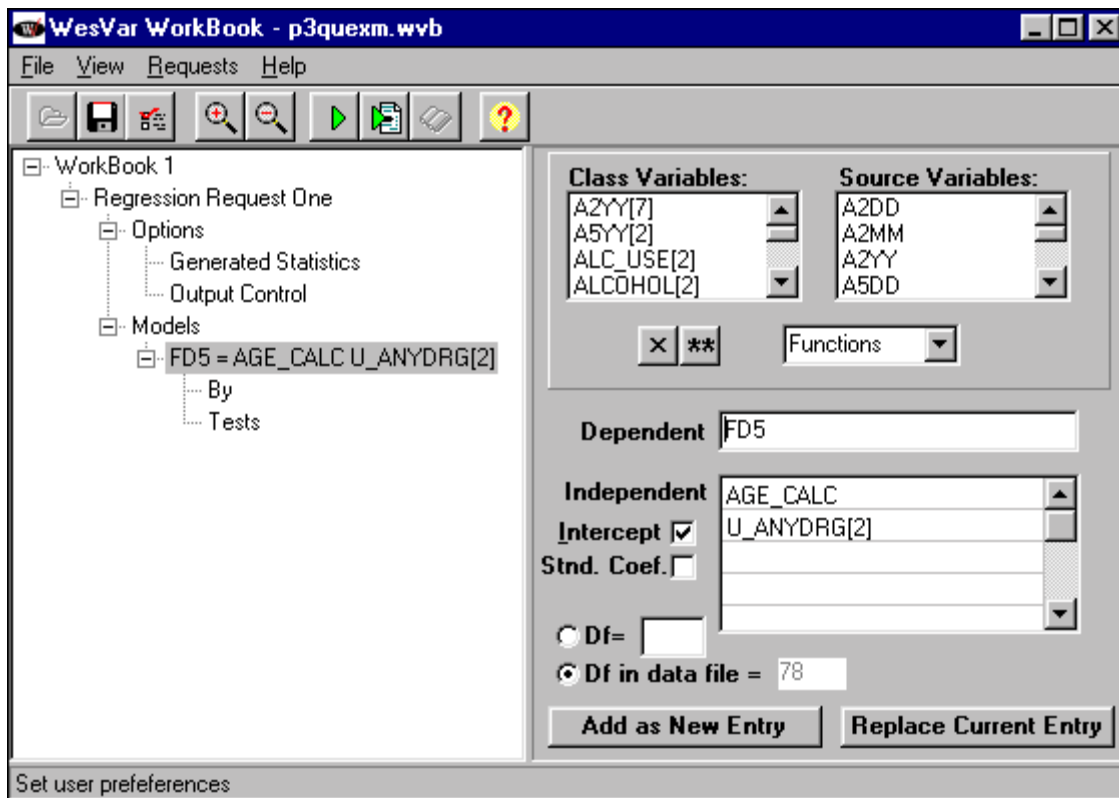 WesVar WorkBook - p3quexm.wvb
File View Requests Help
WorkBook 1
Regression Request One
Options
Generated Statistics
Output Control
Models
FD5 = AGE_CALC U_ANYDRG[2]
By
Tests
Class Variables:
A2YY[7]
A5YY[2]
ALC_USE[2]
ALCOHOL[2]
Source Variables:
A2DD
A2MM
A2YY
A5DD
× ** Functions
Dependent FD5
Independent AGE_CALC
Intercept U_ANYDRG[2]
Stnd. Coef.
Df=
Df in data file = 78
Add as New Entry Replace Current Entry
Set user prefeferences